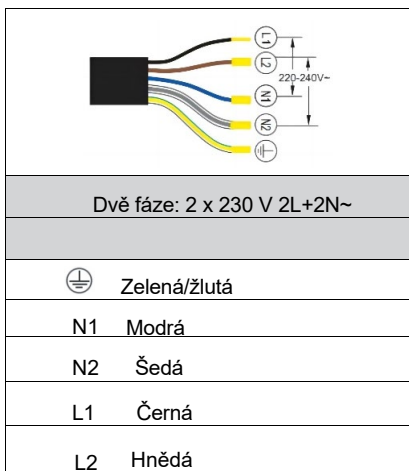 L1
L2
220-240V~
N1
N2
Dvě fáze: 2 x 230 V 2L+2N~
Zelená/žlutá
N1 Modrá
N2 Šedá
L1 Černá
L2 Hnědá